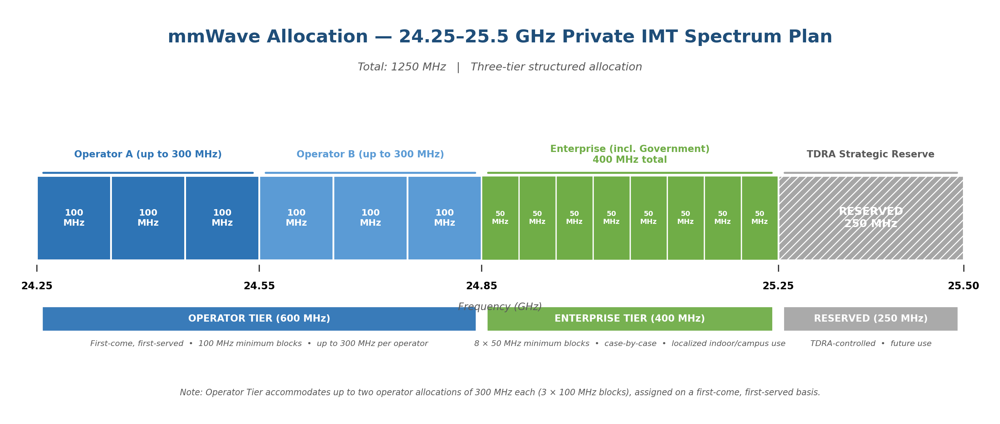 mmWave Allocation — 24.25–25.5 GHz Private IMT Spectrum Plan
Total: 1250 MHz | Three-tier structured allocation
Operator A (up to 300 MHz)
Operator B (up to 300 MHz)
Enterprise (incl. Government)
400 MHz total
TDRA Strategic Reserve
100
MHz
100
MHz
100
MHz
100
MHz
100
MHz
100
MHz
50
MHz
50
MHz
50
MHz
50
MHz
50
MHz
50
MHz
50
MHz
50
MHz
RESERVED
250 MHz
24.25
24.55
24.85
25.25
25.50
Frequency (GHz)
OPERATOR TIER (600 MHz)
ENTERPRISE TIER (400 MHz)
RESERVED (250 MHz)
First-come, first-served • 100 MHz minimum blocks • up to 300 MHz per operator
8 × 50 MHz minimum blocks • case-by-case • localized indoor/campus use
TDRA-controlled • future use
Note: Operator Tier accommodates up to two operator allocations of 300 MHz each (3 × 100 MHz blocks), assigned on a first-come, first-served basis.